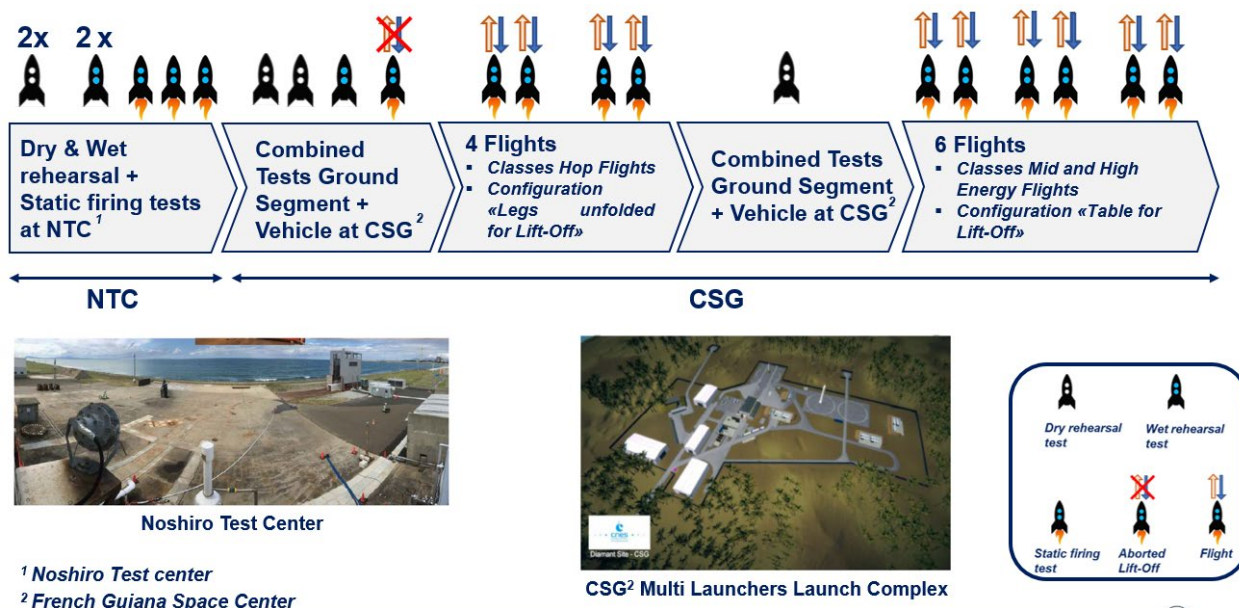 2x 2 x
Dry & Wet
rehearsal +
Static firing tests
at NTC¹
Combined
Tests Ground
Segment +
Vehicle at CSG²
4 Flights
▪ Classes Hop Flights
▪ Configuration
«Legs unfolded
for Lift-Off»
Combined Tests
Ground Segment
+ Vehicle at CSG²
6 Flights
▪ Classes Mid and High
Energy Flights
▪ Configuration «Table for
Lift-Off»
NTC
CSG
Noshiro Test Center
cnes
Diamant Site - CSG
CSG² Multi Launchers Launch Complex
Dry rehearsal
test
Wet rehearsal
test
Static firing
test
Aborted
Lift-Off
Flight
¹ Noshiro Test center
² French Guiana Space Center